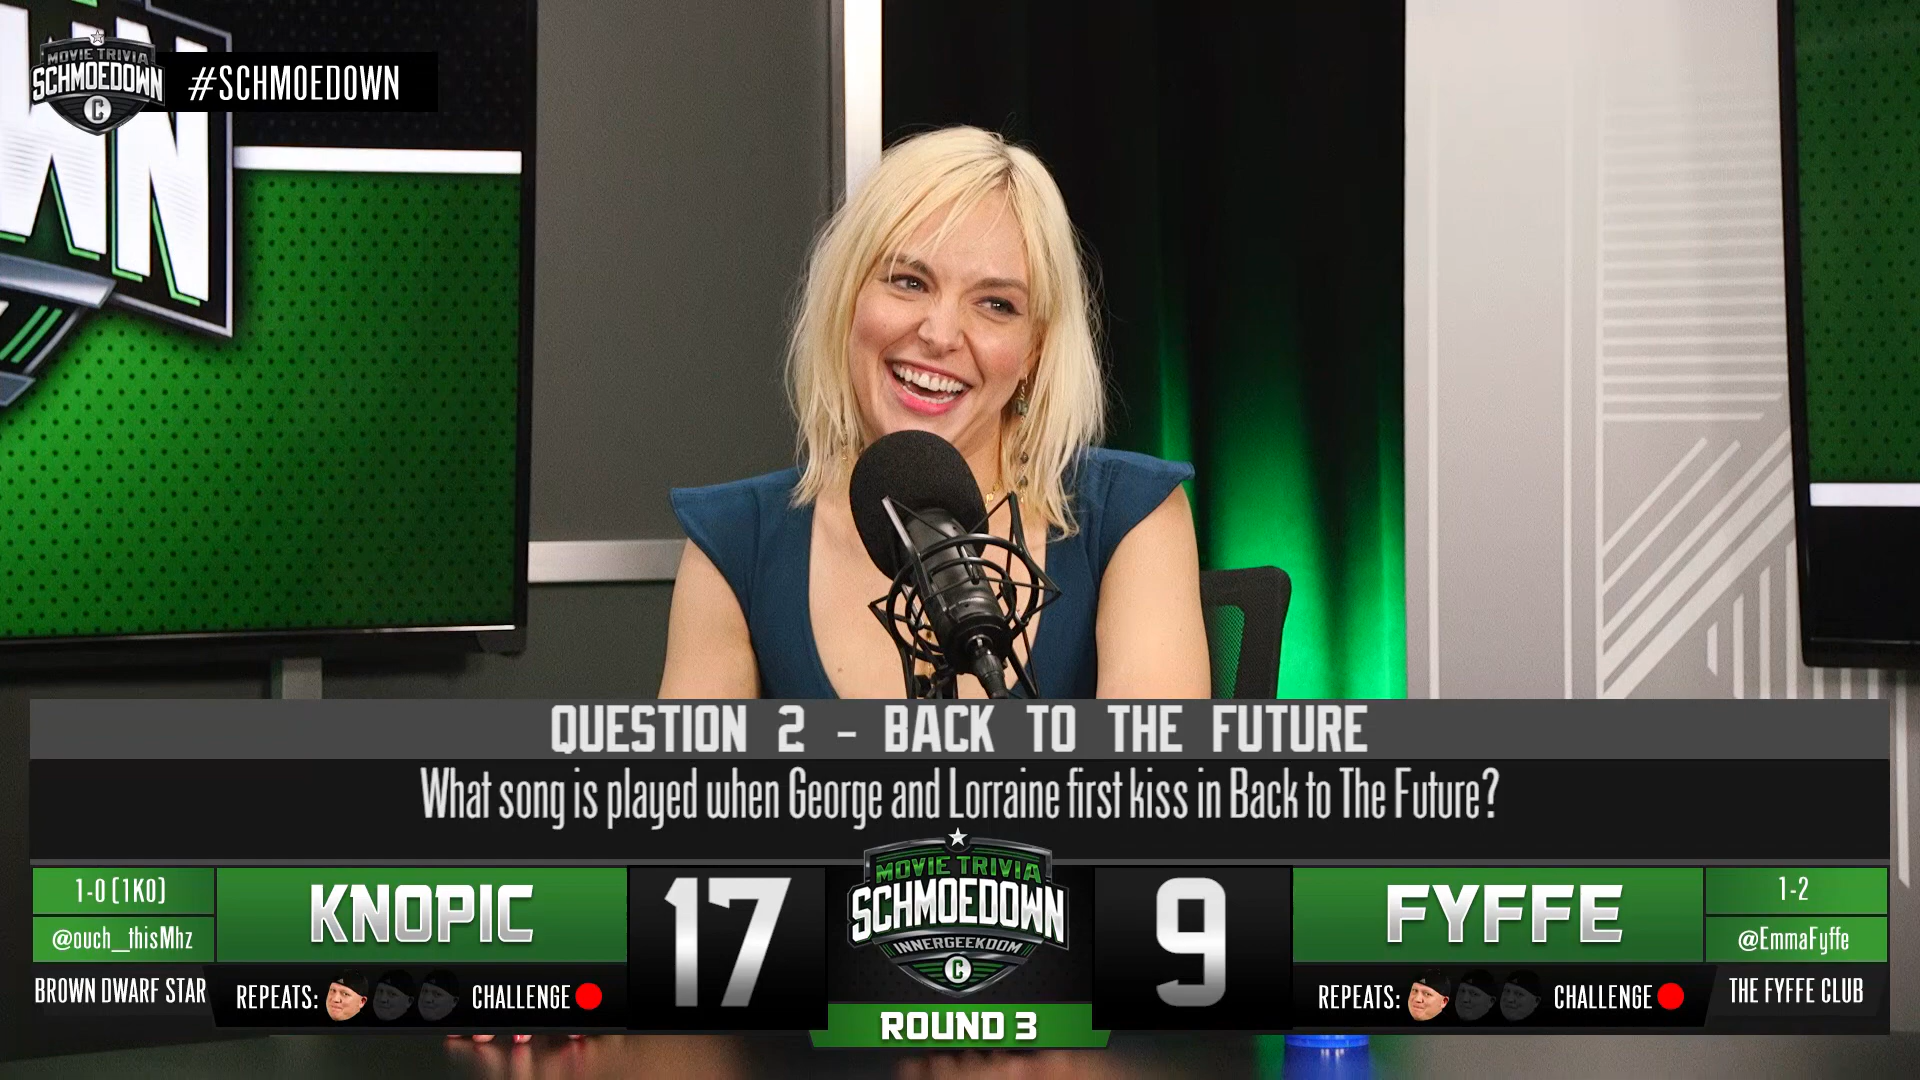 MOVIE TRIVIA
SCHMOEDOWN
C
#SCHMOEDOWN
WN
QUESTION 2 - BACK TO THE FUTURE
What song is played when George and Lorraine first kiss in Back to The Future?
1-0 (1KO)
@ouch_thisMhz
BROWN DWARF STAR
KNOPIC
REPEATS:
CHALLENGE
17
MOVIE TRIVIA
SCHMOEDOWN
INNERGEEKDOM
C
ROUND 3
9
FYFFE
REPEATS:
CHALLENGE
1-2
@EmmaFyffe
THE FYFFE CLUB